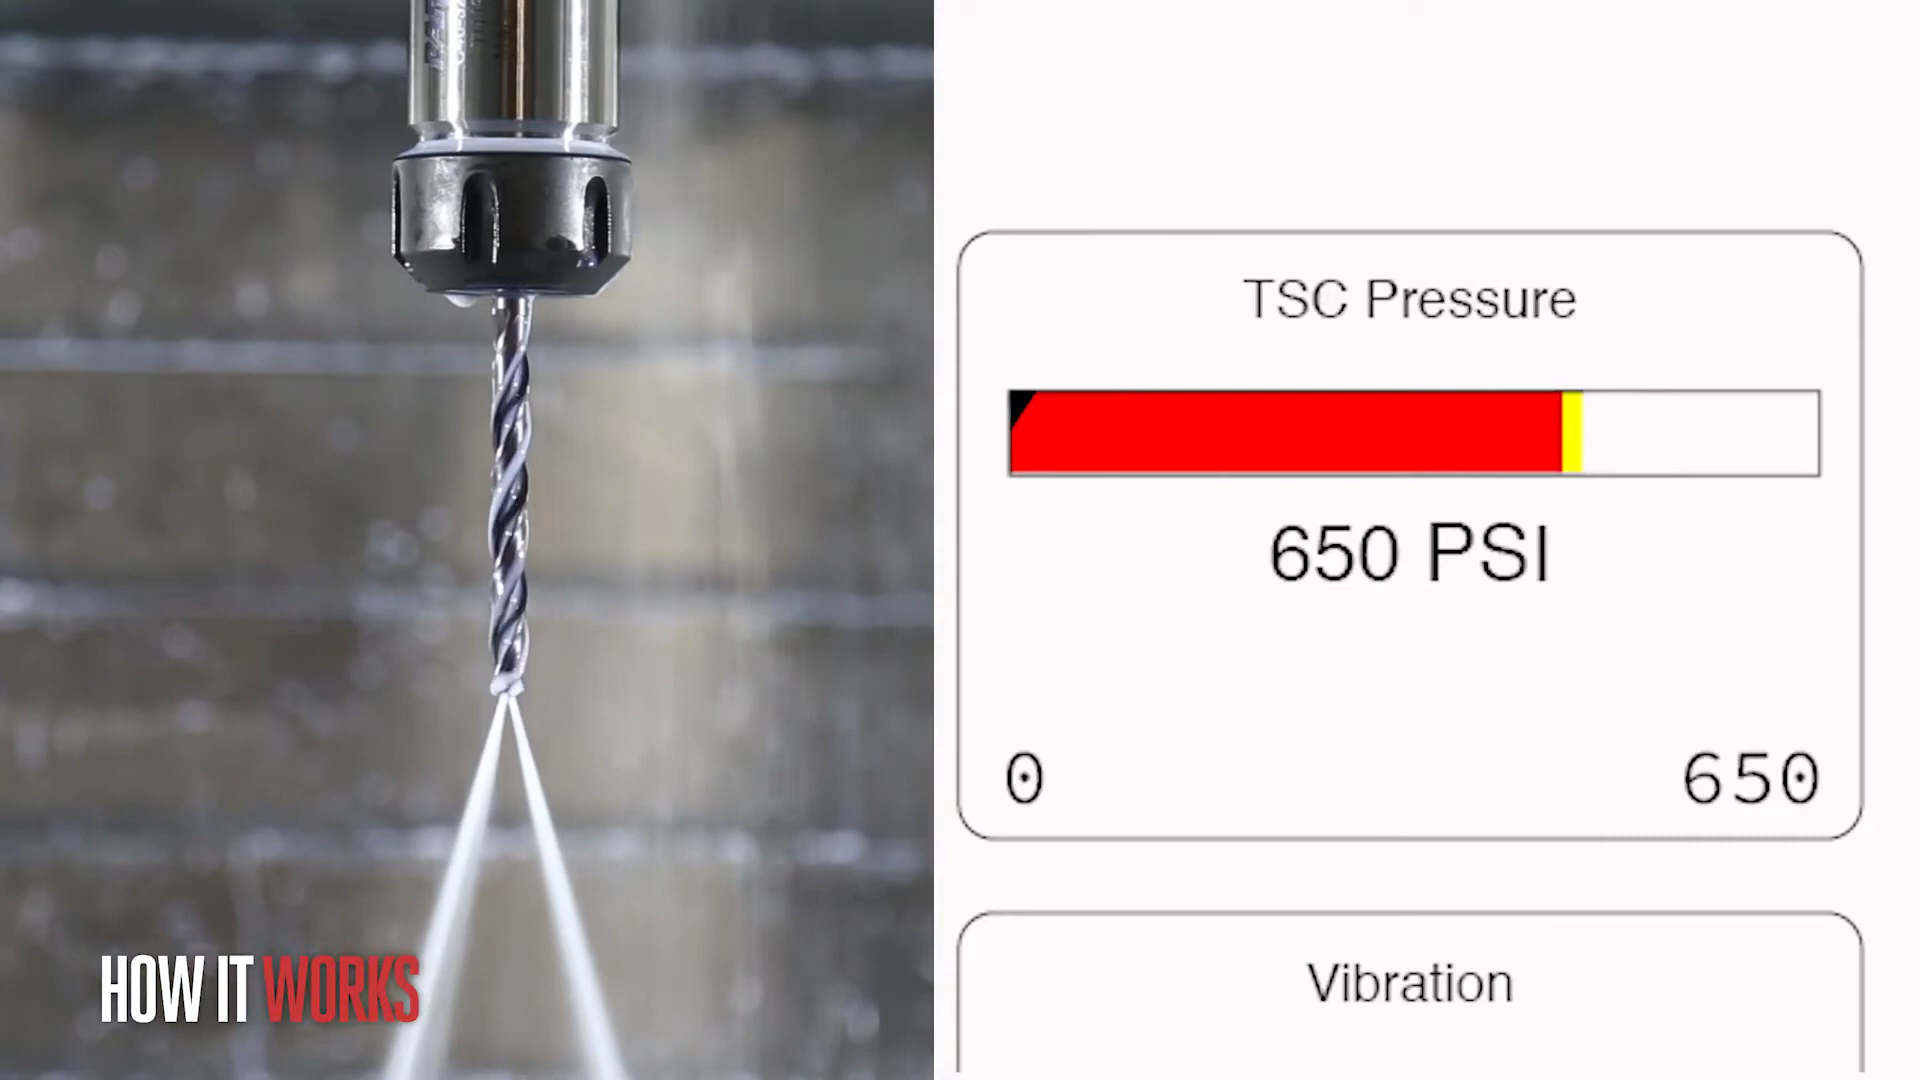 TSC Pressure
650 PSI
0
650
Vibration
HOW IT WORKS